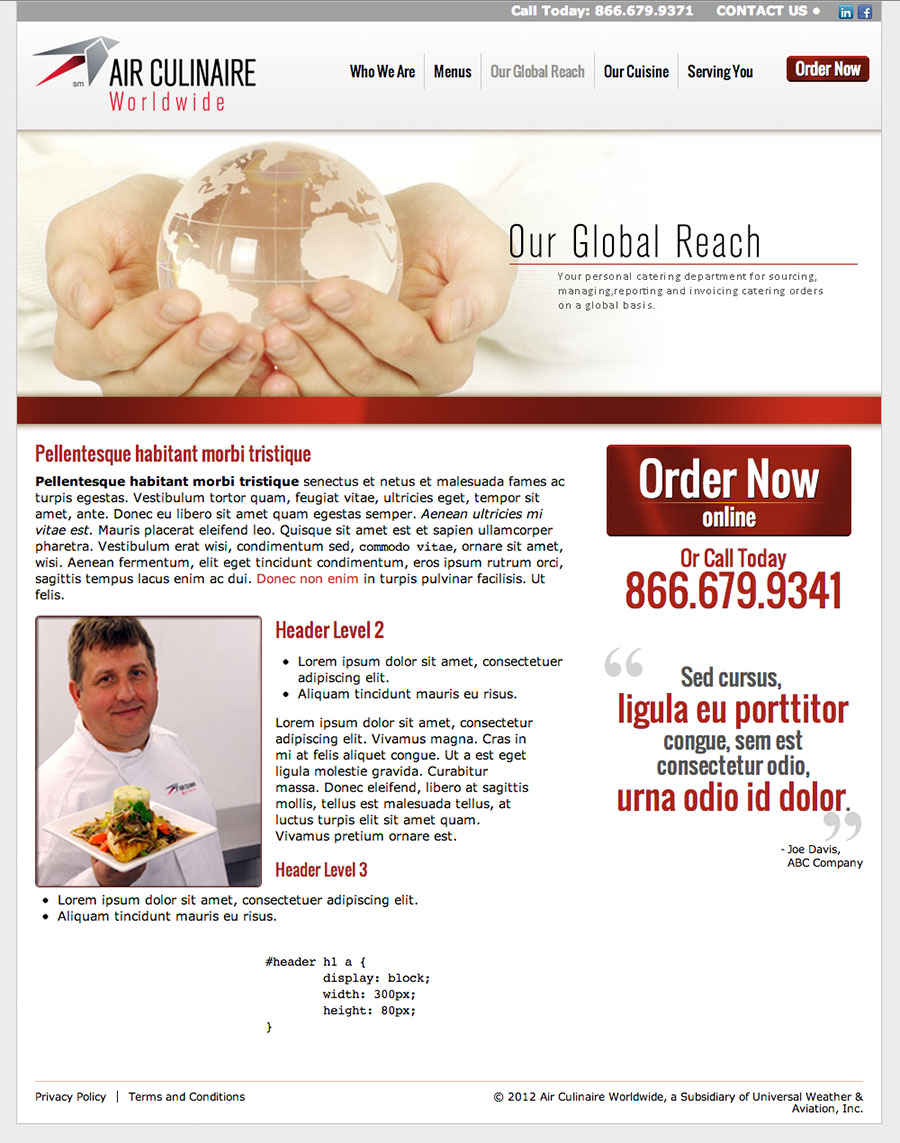 Call Today: 866.679.9371 CONTACT US •
in f
sm AIR CULINAIRE
Worldwide
Who We Are Menus Our Global Reach Our Cuisine Serving You Order Now
Our Global Reach
Your personal catering department for sourcing,
managing,reporting and invoicing catering orders
on a global basis.
Pellentesque habitant morbi tristique
Pellentesque habitant morbi tristique senectus et netus et malesuada fames ac
turpis egestas. Vestibulum tortor quam, feugiat vitae, ultricies eget, tempor sit
amet, ante. Donec eu libero sit amet quam egestas semper. Aenean ultricies mi
vitae est. Mauris placerat eleifend leo. Quisque sit amet est et sapien ullamcorper
pharetra. Vestibulum erat wisi, condimentum sed, commodo vitae, ornare sit amet,
wisi. Aenean fermentum, elit eget tincidunt condimentum, eros ipsum rutrum orci,
sagittis tempus lacus enim ac dui. Donec non enim in turpis pulvinar facilisis. Ut
felis.
Header Level 2
• Lorem ipsum dolor sit amet, consectetuer
adipiscing elit.
• Aliquam tincidunt mauris eu risus.
Lorem ipsum dolor sit amet, consectetur
adipiscing elit. Vivamus magna. Cras in
mi at felis aliquet congue. Ut a est eget
ligula molestie gravida. Curabitur
massa. Donec eleifend, libero at sagittis
mollis, tellus est malesuada tellus, at
luctus turpis elit sit amet quam.
Vivamus pretium ornare est.
Header Level 3
• Lorem ipsum dolor sit amet, consectetuer adipiscing elit.
• Aliquam tincidunt mauris eu risus.
#header h1 a {
display: block;
width: 300px;
height: 80px;
}
Order Now
online
Or Call Today
866.679.9341
“
Sed cursus,
ligula eu porttitor
congue, sem est
consectetur odio,
urna odio id dolor.
”
- Joe Davis,
ABC Company
Privacy Policy | Terms and Conditions
© 2012 Air Culinaire Worldwide, a Subsidiary of Universal Weather &
Aviation, Inc.